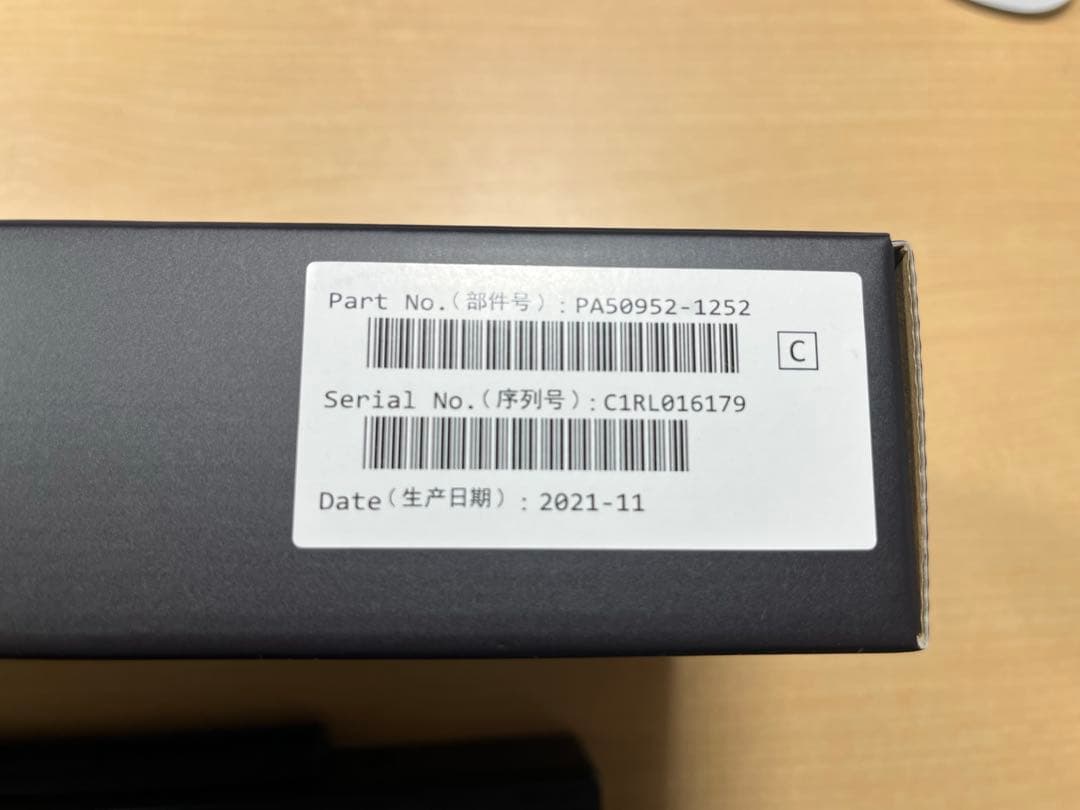 Part No.(部件号): PA50952-1252
C
Serial No.(序列号): C1RL016179
Date(生产日期): 2021-11